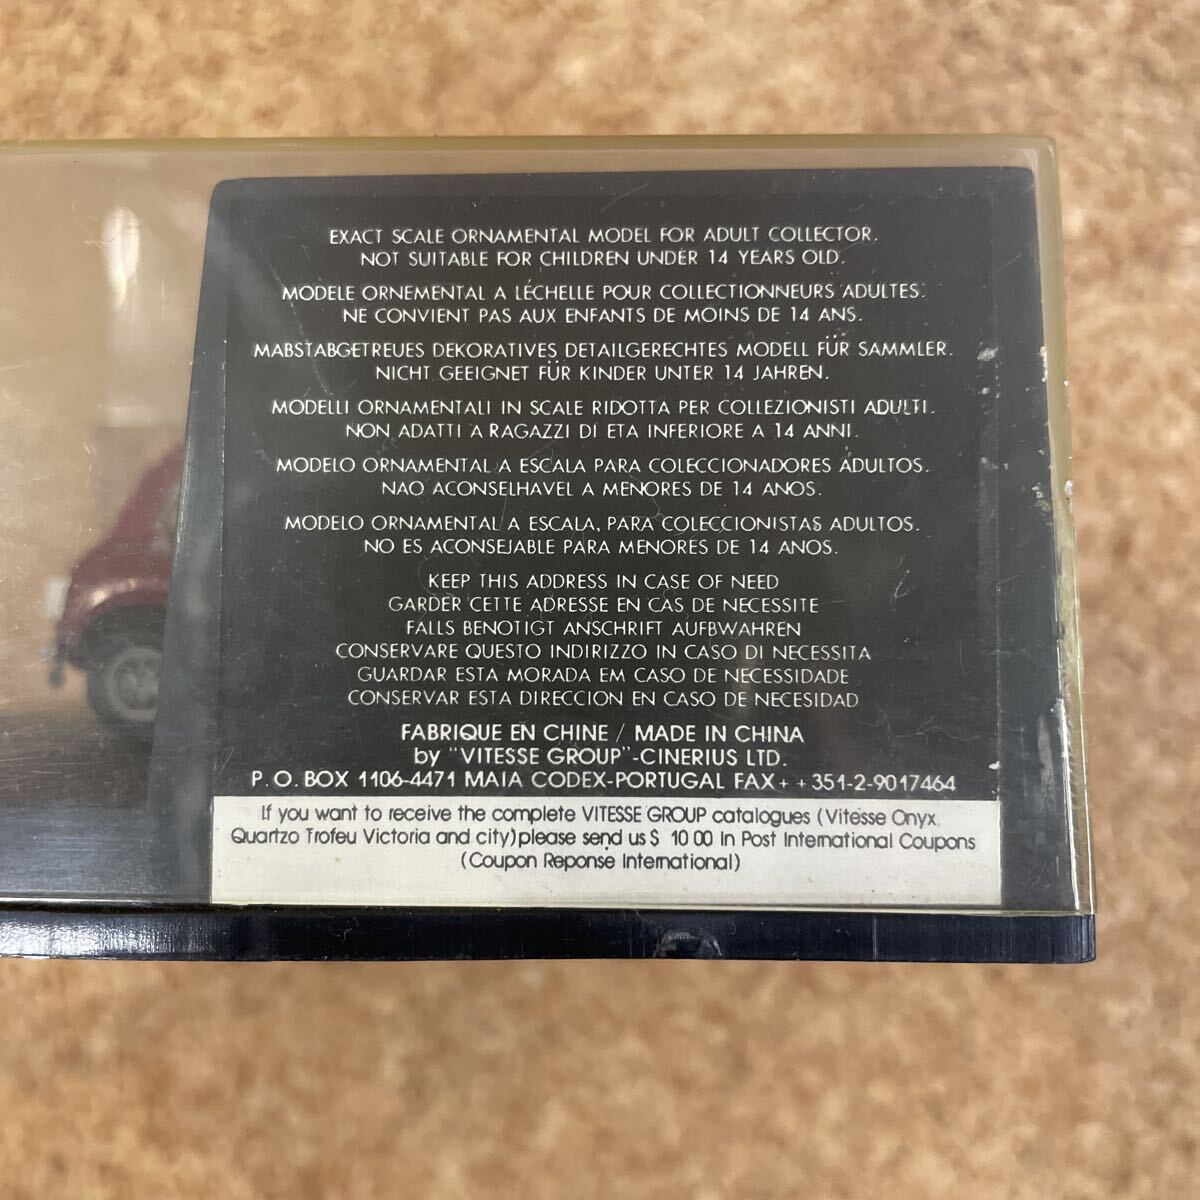 EXACT SCALE ORNAMENTAL MODEL FOR ADULT COLLECTOR.
NOT SUITABLE FOR CHILDREN UNDER 14 YEARS OLD.
MODELE ORNEMENTAL A LÉCHELLE POUR COLLECTIONNEURS ADULTES:
NE CONVIENT PAS AUX ENFANTS DE MOINS DE 14 ANS.
MABSTABGETREUES DEKORATIVES DETAILGERECHTES MODELL FÜR SAMMLER.
NICHT GEEIGNET FÜR KINDER UNTER 14 JAHREN.
MODELLI ORNAMENTALI IN SCALE RIDOTTA PER COLLEZIONISTI ADULTI.
NON ADATTI A RAGAZZI DI ETA INFERIORE A 14 ANNI.
MODELO ORNAMENTAL A ESCALA PARA COLECCIONADORES ADULTOS.
NAO ACONSELHAVEL A MENORES DE 14 ANOS.
MODELO ORNAMENTAL A ESCALA, PARA COLECCIONISTAS ADULTOS.
NO ES ACONSEJABLE PARA MENORES DE 14 ANOS.
KEEP THIS ADDRESS IN CASE OF NEED
GARDER CETTE ADRESSE EN CAS DE NECESSITE
FALLS BENOTIGT ANSCHRIFT AUFBWAHREN
CONSERVARE QUESTO INDIRIZZO IN CASO DI NECESSITA
GUARDAR ESTA MORADA EM CASO DE NECESSIDADE
CONSERVAR ESTA DIRECCION EN CASO DE NECESIDAD
FABRIQUE EN CHINE / MADE IN CHINA
by "VITESSE GROUP" -CINERIUS LTD.
P.O. BOX 1106-4471 MAIA CODEX-PORTUGAL FAX++351-2-9017464
If you want to receive the complete VITESSE GROUP catalogues (Vitesse Onyx.
Quartzo Trofeu Victoria and city)please send us $ 10 00 In Post International Coupons
(Coupon Reponse International)